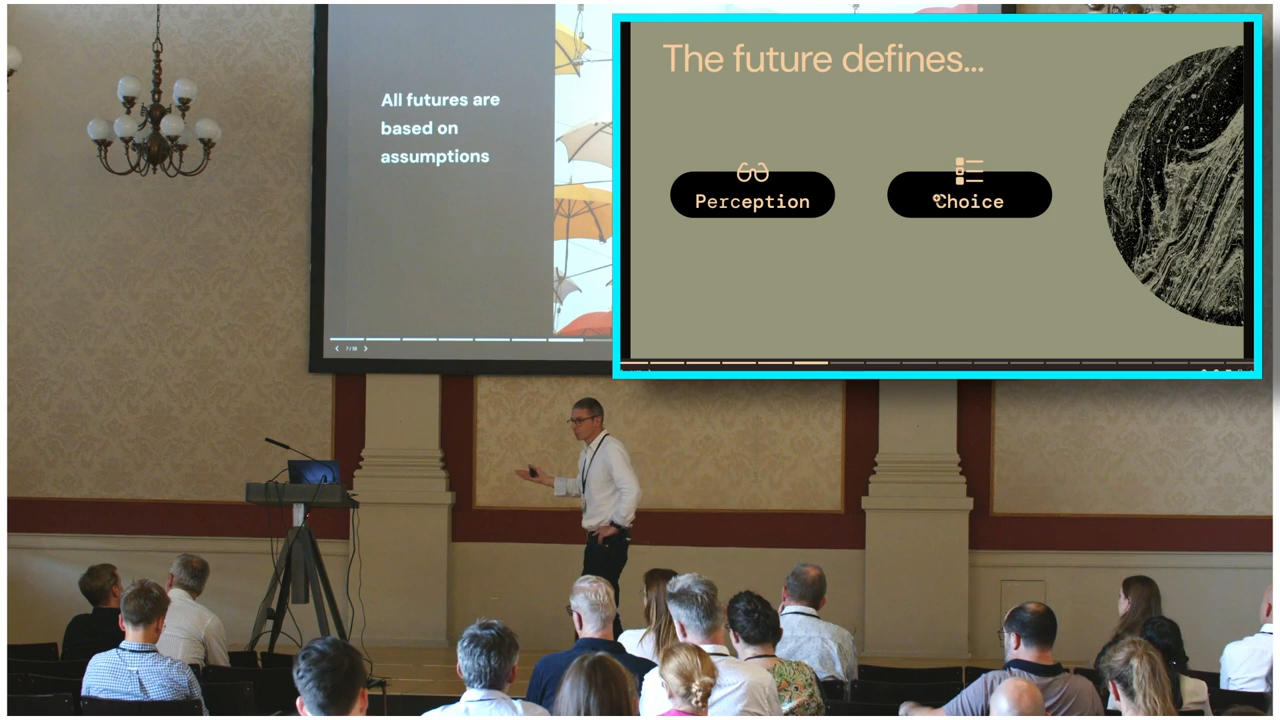 All futures are
based on
assumptions
The future defines...
Perception
Choice